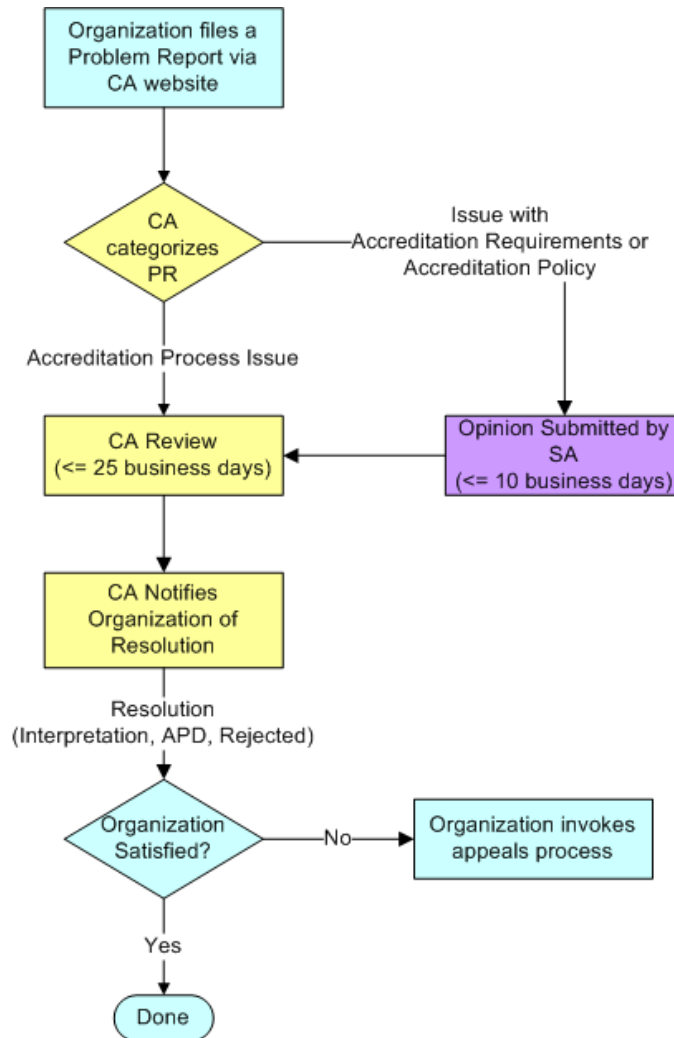 Organization files a
Problem Report via
CA website
CA
categorizes
PR
Issue with
Accreditation Requirements or
Accreditation Policy
Accreditation Process Issue
CA Review
(<= 25 business days)
Opinion Submitted by
SA
(<= 10 business days)
CA Notifies
Organization of
Resolution
Resolution
(Interpretation, APD, Rejected)
Organization
Satisfied?
No
Organization invokes
appeals process
Yes
Done